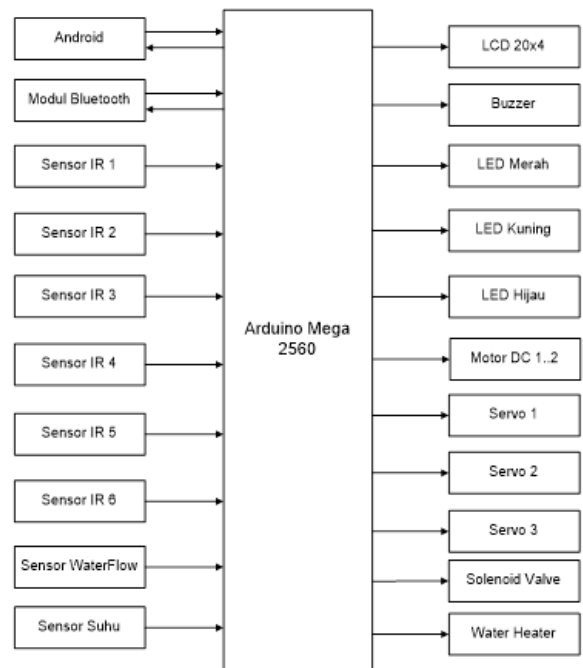 Android
Modul Bluetooth
Sensor IR 1
Sensor IR 2
Sensor IR 3
Sensor IR 4
Sensor IR 5
Sensor IR 6
Sensor WaterFlow
Sensor Suhu
Arduino Mega
2560
LCD 20x4
Buzzer
LED Merah
LED Kuning
LED Hijau
Motor DC 1..2
Servo 1
Servo 2
Servo 3
Solenoid Valve
Water Heater